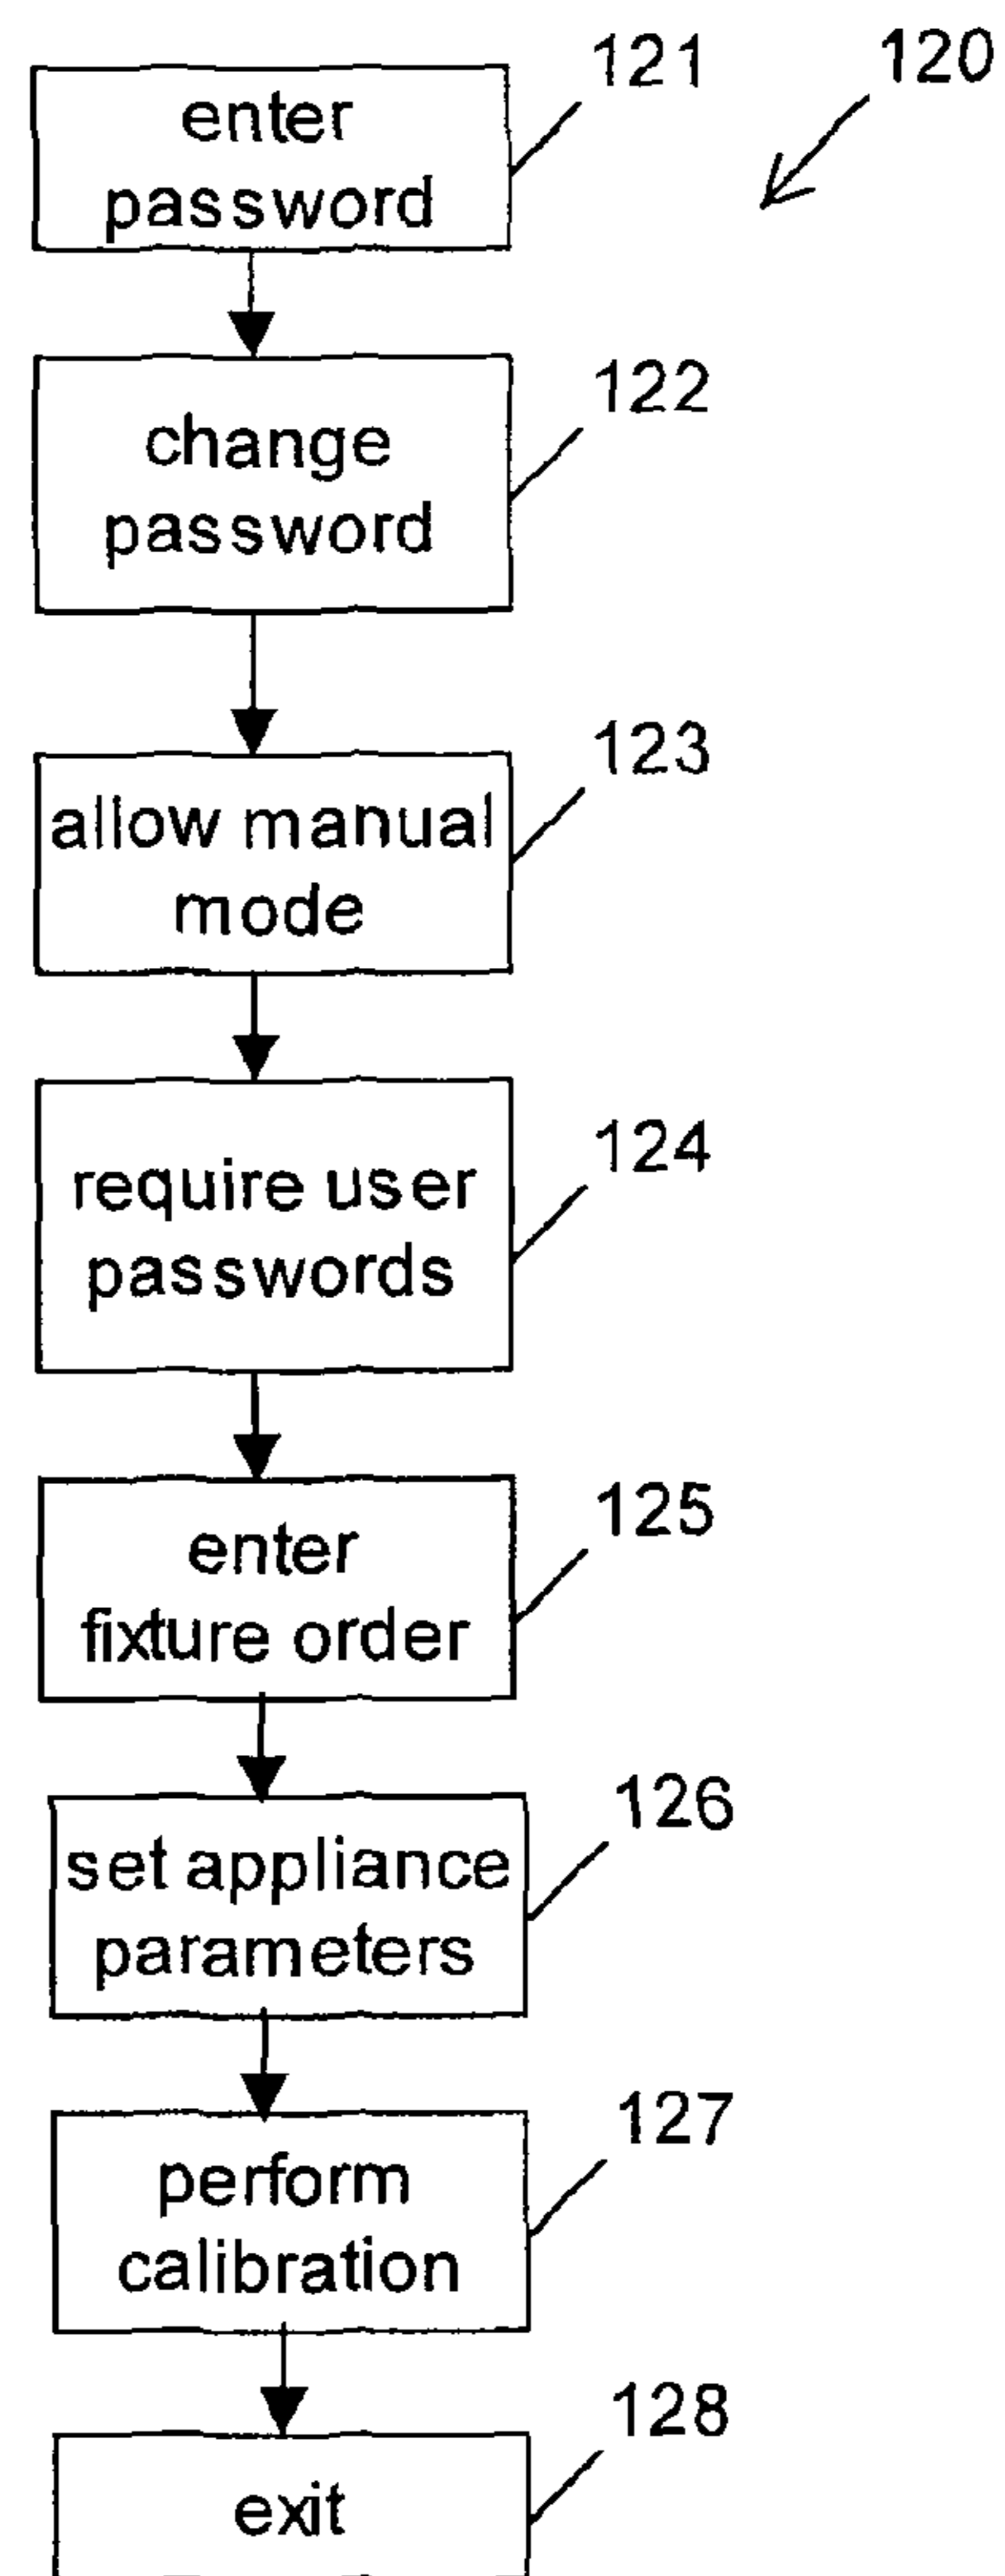 120
121
enter
password
122
change
password
123
allow manual
mode
124
require user
passwords
125
enter
fixture order
126
set appliance
parameters
127
perform
calibration
128
exit